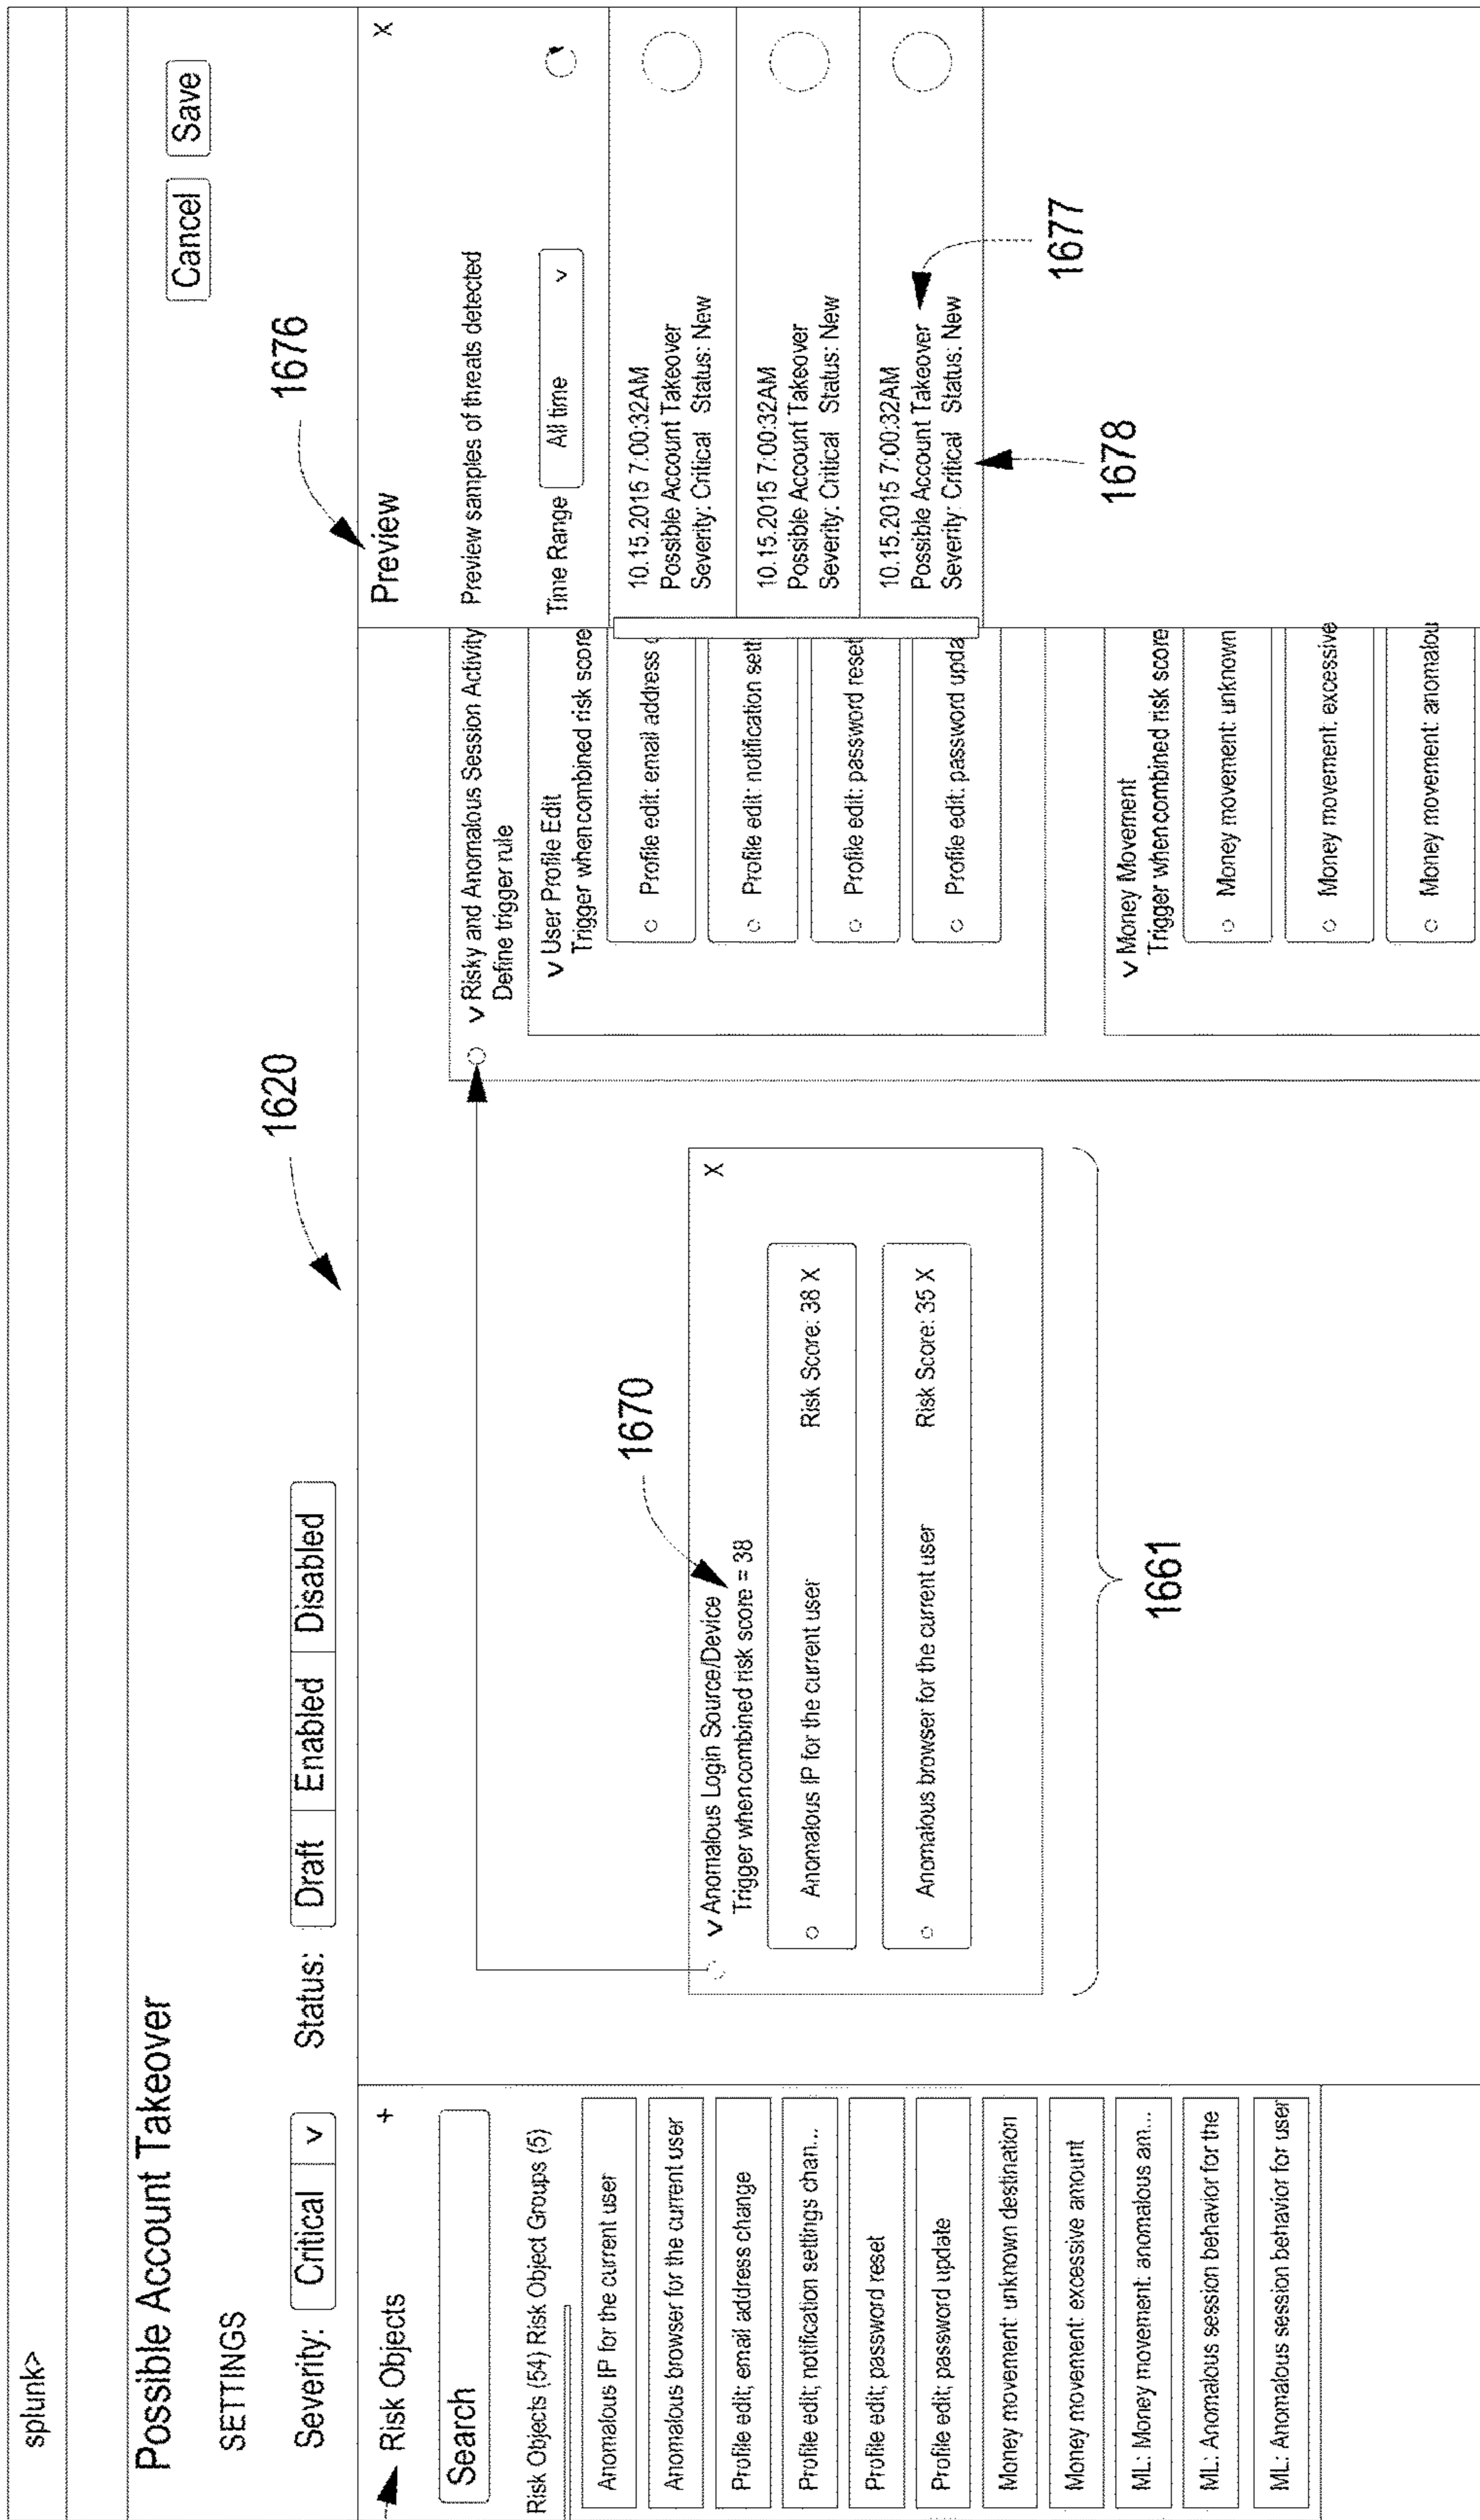 splunk>
Possible Account Takeover
Cancel
Save
SETTINGS
Severity: Critical v
Status: Draft Enabled Disabled
1620
1676
Risk Objects +
Search
Risk Objects (54) Risk Object Groups (5)
Anomalous IP for the current user
Anomalous browser for the current user
Profile edit; email address change
Profile edit; notification settings chan...
Profile edit; password reset
Profile edit; password update
Money movement: unknown destination
Money movement: excessive amount
ML: Money movement: anomalous am...
ML: Anomalous session behavior for the
ML: Anomalous session behavior for user
1670
v Anomalous Login Source/Device X
Trigger when combined risk score = 38
Anomalous IP for the current user Risk Score: 38 X
Anomalous browser for the current user Risk Score: 35 X
1661
v Risky and Anomalous Session Activity
Define trigger rule
v User Profile Edit
Trigger when combined risk score
Profile edit: email address
Profile edit: notification sett
Profile edit: password reset
Profile edit: password upda
v Money Movement
Trigger when combined risk score
Money movement: unknown
Money movement: excessive
Money movement: anomalou
Preview X
Preview samples of threats detected
Time Range All time v
10.15.2015 7:00:32AM
Possible Account Takeover
Severity: Critical Status: New
10.15.2015 7:00:32AM
Possible Account Takeover
Severity: Critical Status: New
10.15.2015 7:00:32AM
Possible Account Takeover
Severity: Critical Status: New
1678
1677